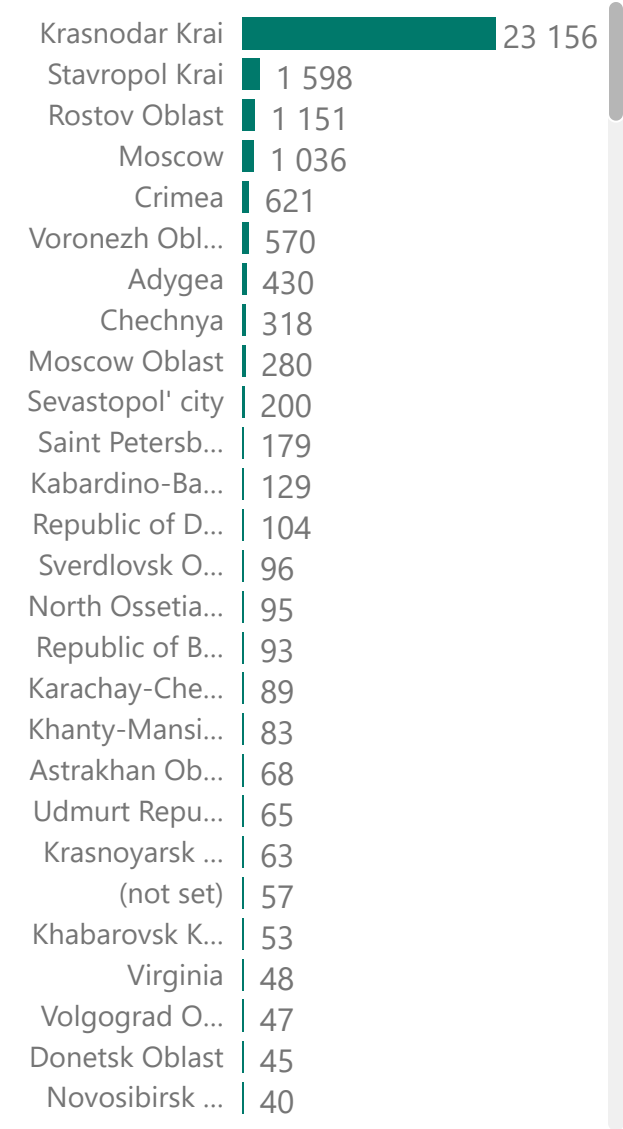 Krasnodar Krai 23 156
Stavropol Krai 1 598
Rostov Oblast 1 151
Moscow 1 036
Crimea 621
Voronezh Obl... 570
Adygea 430
Chechnya 318
Moscow Oblast 280
Sevastopol' city 200
Saint Petersb... 179
Kabardino-Ba... 129
Republic of D... 104
Sverdlovsk O... 96
North Ossetia... 95
Republic of B... 93
Karachay-Che... 89
Khanty-Mansi... 83
Astrakhan Ob... 68
Udmurt Repu... 65
Krasnoyarsk ... 63
(not set) 57
Khabarovsk K... 53
Virginia 48
Volgograd O... 47
Donetsk Oblast 45
Novosibirsk ... 40